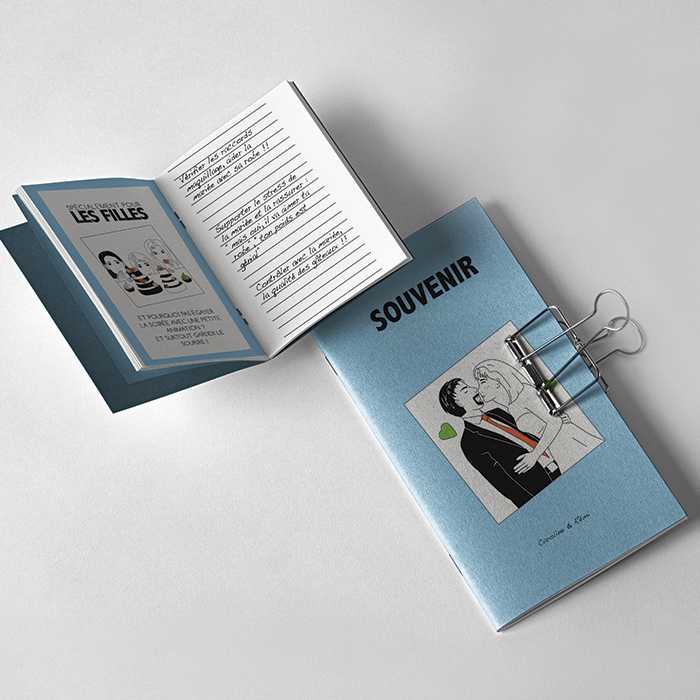 SPÉCIALEMENT POUR
LES FILLES
ET POURQUOI PAS ÉGAYER
LA SOIRÉE AVEC UNE PETITE
ANIMATION ?
ET SURTOUT GARDER LE
SOURIRE !
Vérifier les raccords
maquillage, aider la
mariée avec sa robe !!
Supporter le stress de
la mariée et la rassurer
"mais oui, il va aimer ta
robe", "ton poids est
génial"
Contrôler avec la mariée,
la qualité des gâteaux !!
SOUVENIR
Caroline & Rémi